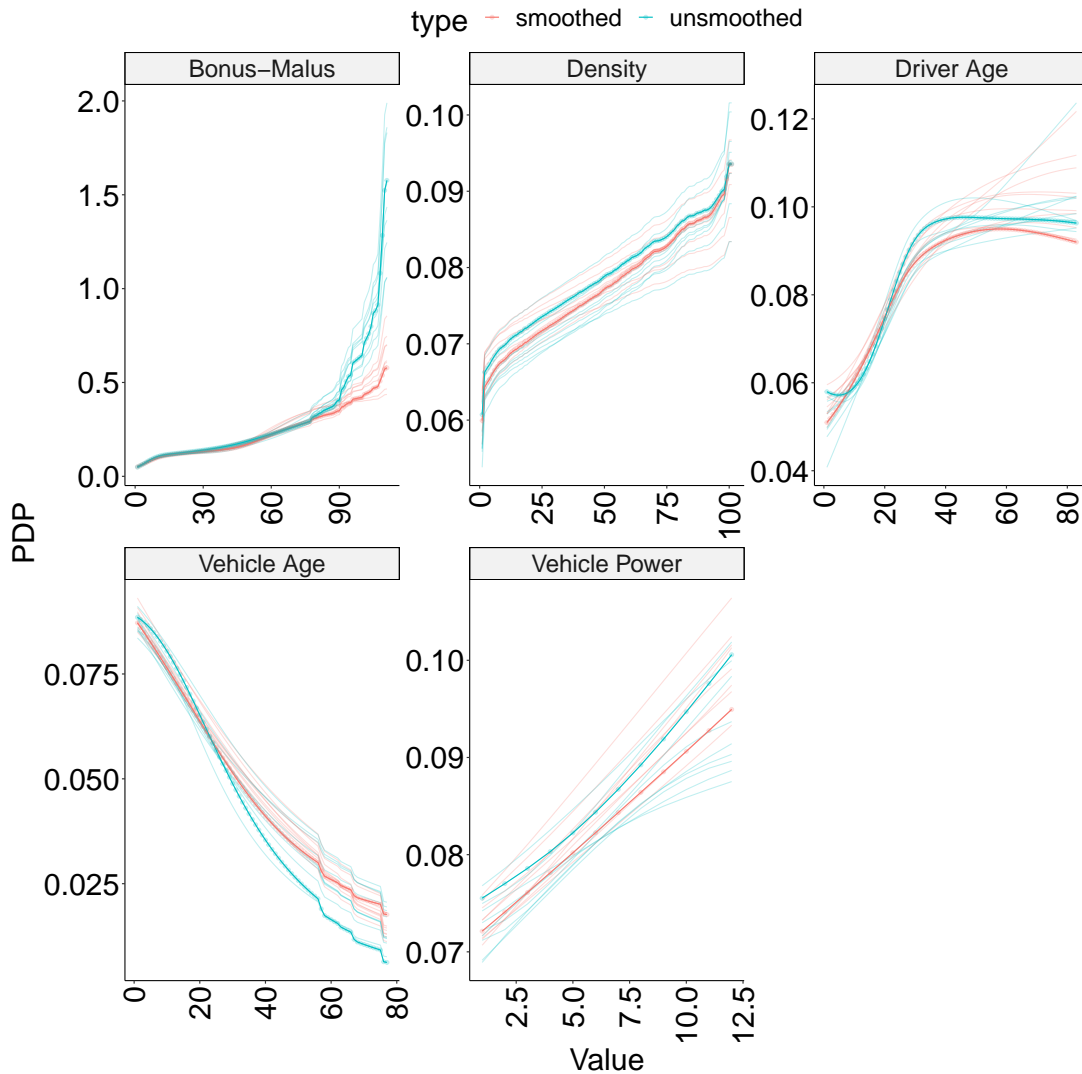 type smoothed unsmoothed
Bonus−Malus Density Driver Age
2.0
1.5
1.0
0.5
0.0
0 30 60 90
0.10
0.09
0.08
0.07
0.06
0 25 50 75 100
0.12
0.10
0.08
0.06
0.04
0 20 40 60 80
PDP
Vehicle Age Vehicle Power
0.075
0.050
0.025
0 20 40 60 80
0.10
0.09
0.08
0.07
2.5 5.0 7.5 10.0 12.5
Value